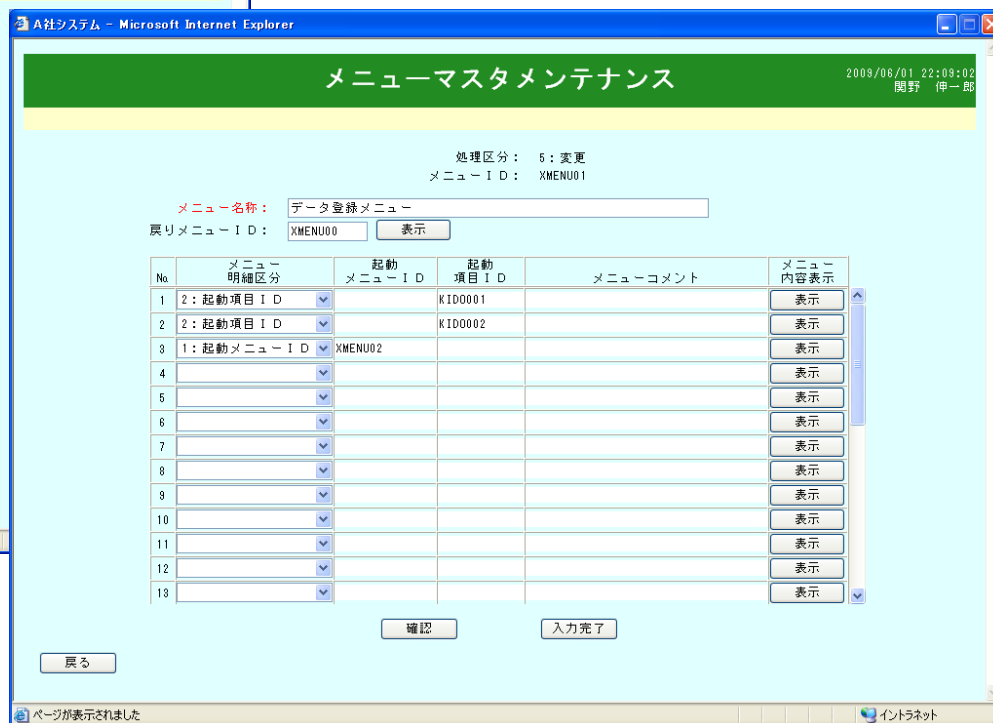 A社システム - Microsoft Internet Explorer
メニューマスタメンテナンス
2009/06/01 22:09:02
関野 伸一郎
処理区分： 5：変更
メニューＩＤ： XMENU01
メニュー名称： データ登録メニュー
戻りメニューＩＤ： XMENU00 表示
No. メニュー明細区分 起動メニューＩＤ 起動項目ＩＤ メニューコメント メニュー内容表示
1 2：起動項目ＩＤ KID0001 表示
2 2：起動項目ＩＤ KID0002 表示
3 1：起動メニューＩＤ XMENU02 表示
4 表示
5 表示
6 表示
7 表示
8 表示
9 表示
10 表示
11 表示
12 表示
13 表示
確認 入力完了
戻る
ページが表示されました イントラネット